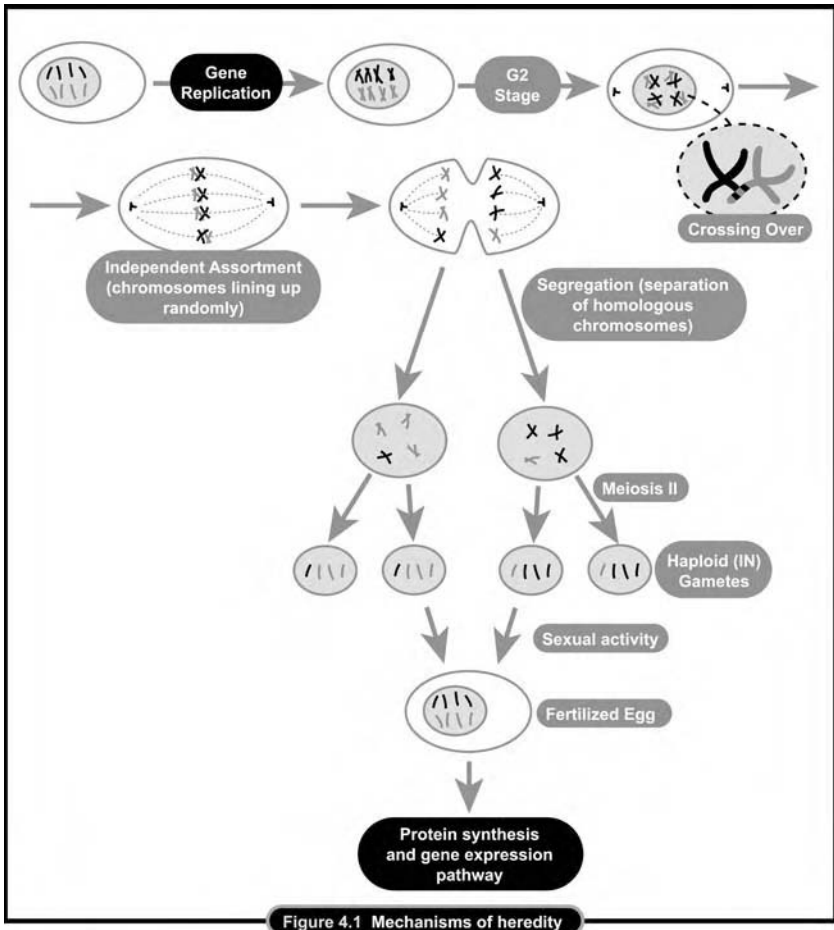 Gene
Replication
G2
Stage
Crossing Over
Independent Assortment
(chromosomes lining up
randomly)
Segregation (separation
of homologous
chromosomes)
Meiosis II
Haploid (IN)
Gametes
Sexual activity
Fertilized Egg
Protein synthesis
and gene expression
pathway
Figure 4.1 Mechanisms of heredity